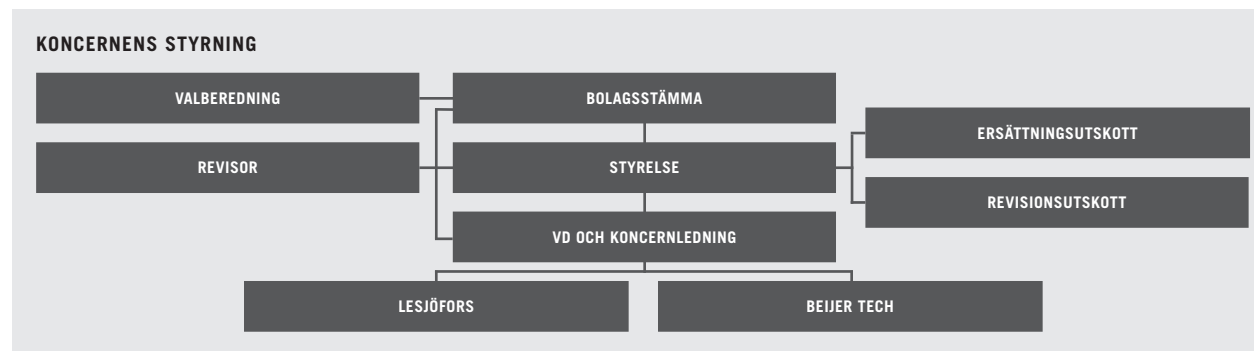 KONCERNENS STYRNING
VALBEREDNING
BOLAGSSTÄMMA
ERSÄTTNINGSUTSKOTT
REVISOR
STYRELSE
REVISIONSUTSKOTT
VD OCH KONCERNLEDNING
LESJÖFORS
BEIJER TECH